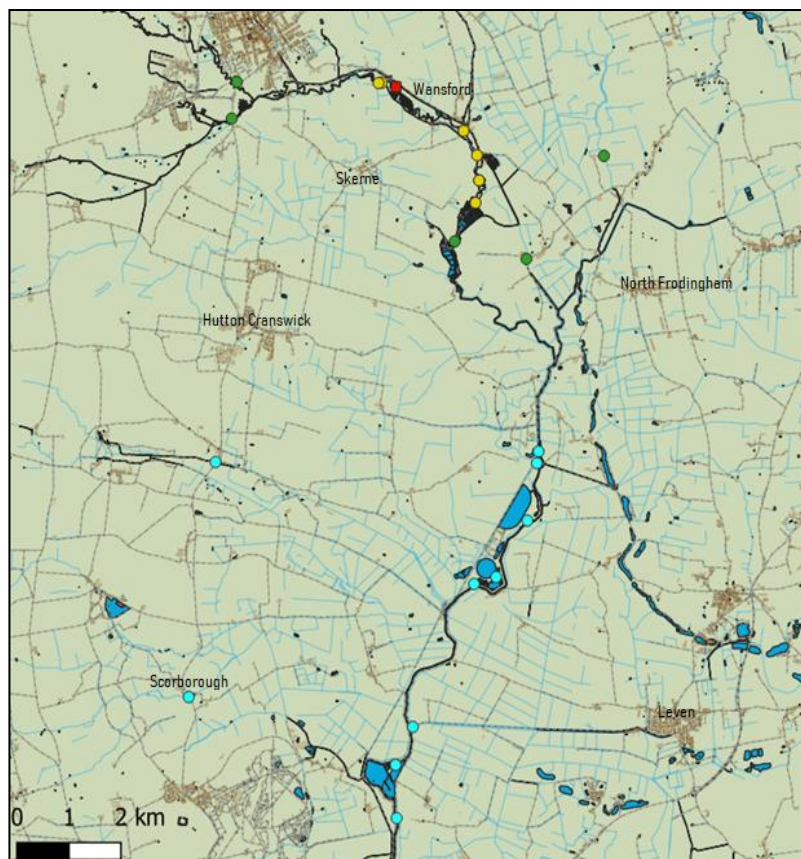 Wansford
Skerne
North Frodingham
Hutton Cranswick
Scorborough
Leven
0 1 2 km